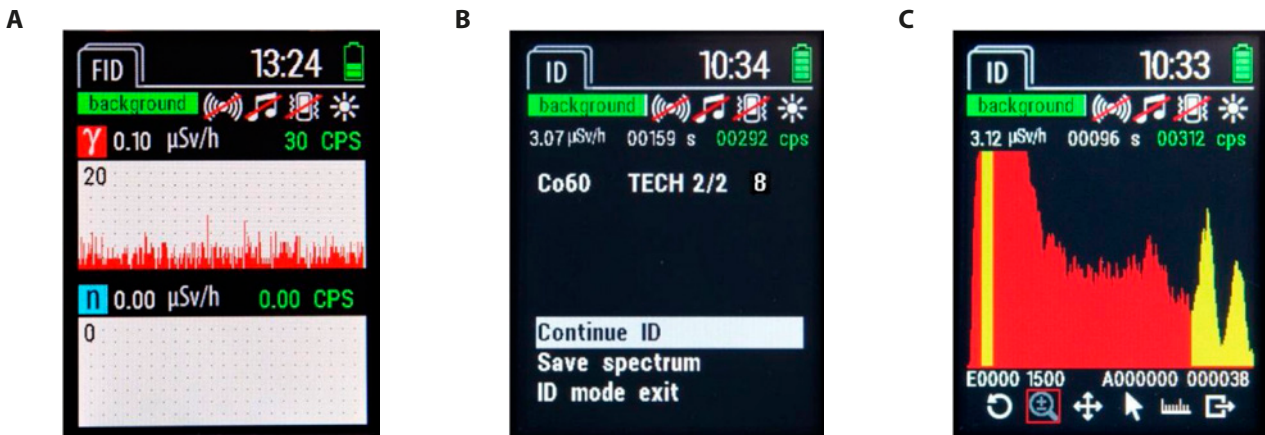 A
FID 13:24
background
γ 0.10 μSv/h 30 CPS
20
n 0.00 μSv/h 0.00 CPS
0
B
ID 10:34
background
3.07 μSv/h 00159 s 00292 cps
Co60 TECH 2/2 8
Continue ID
Save spectrum
ID mode exit
C
ID 10:33
background
3.12 μSv/h 00096 s 00312 cps
E0000 1500 A000000 000038